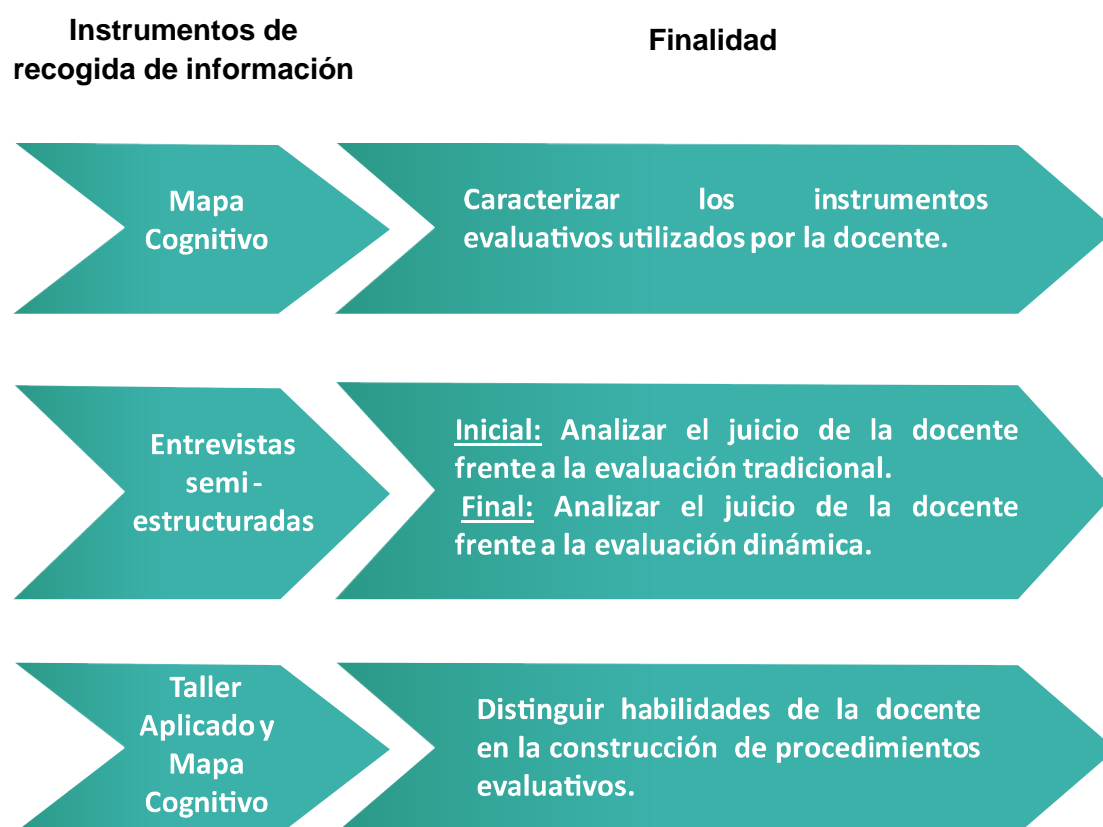 Instrumentos de
recogida de información
Finalidad
Mapa
Cognitivo
Caracterizar los instrumentos
evaluativos utilizados por la docente.
Entrevistas
semi-
estructuradas
Inicial: Analizar el juicio de la docente
frente a la evaluación tradicional.
Final: Analizar el juicio de la docente
frente a la evaluación dinámica.
Taller
Aplicado y
Mapa
Cognitivo
Distinguir habilidades de la docente
en la construcción de procedimientos
evaluativos.